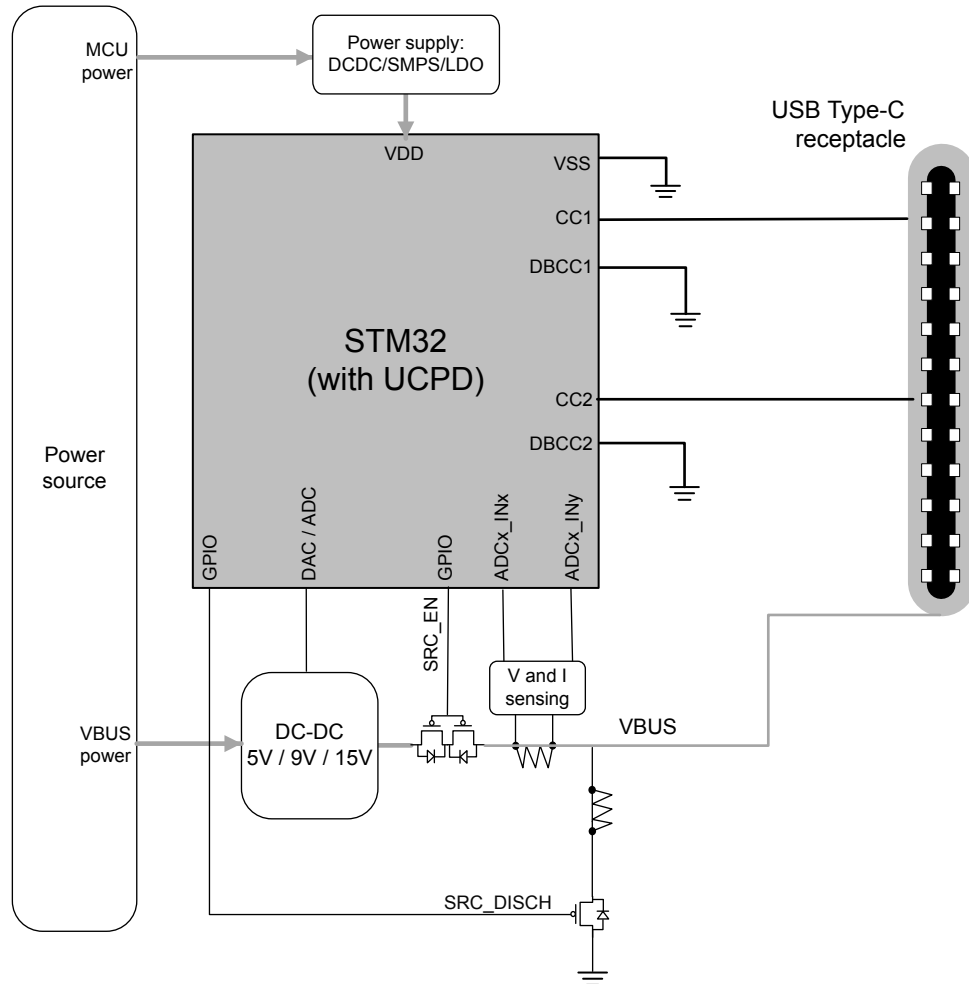 MCU
power
Power supply:
DCDC/SMPS/LDO
USB Type-C
receptacle
VDD
VSS
CC1
DBCC1
STM32
(with UCPD)
CC2
DBCC2
Power
source
GPIO
DAC / ADC
GPIO
ADCx_INx
ADCx_INy
SRC_EN
V and I
sensing
VBUS
power
DC-DC
5V / 9V / 15V
VBUS
SRC_DISCH